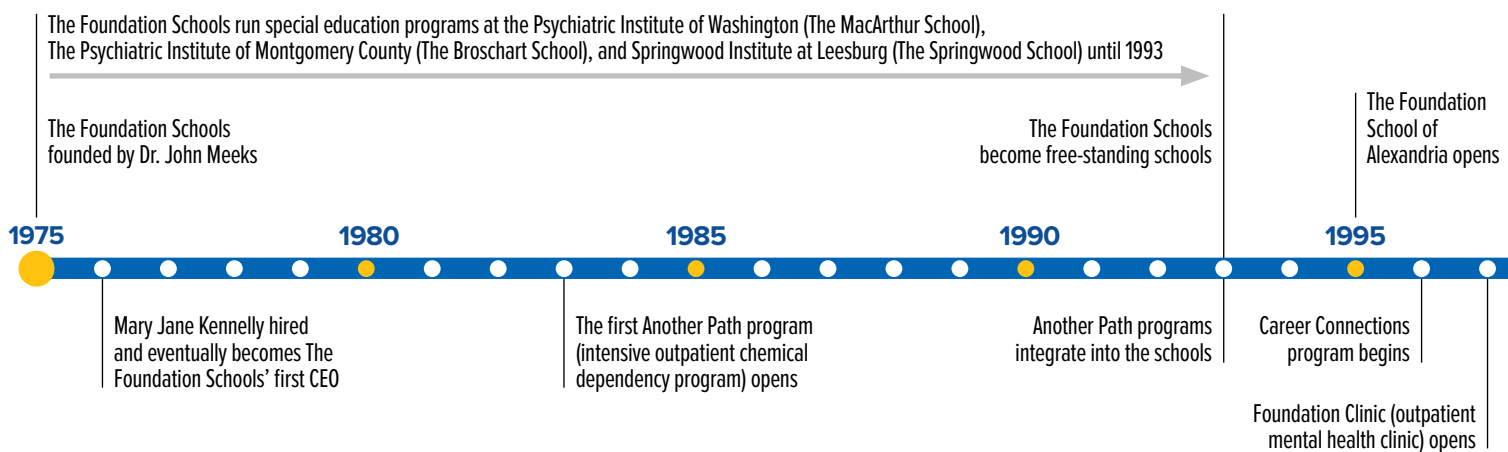 The Foundation Schools run special education programs at the Psychiatric Institute of Washington (The MacArthur School),
The Psychiatric Institute of Montgomery County (The Broschart School), and Springwood Institute at Leesburg (The Springwood School) until 1993
The Foundation Schools
founded by Dr. John Meeks
The Foundation Schools
become free-standing schools
The Foundation
School of
Alexandria opens
1975
1980
1985
1990
1995
Mary Jane Kennelly hired
and eventually becomes The
Foundation Schools’ first CEO
The first Another Path program
(intensive outpatient chemical
dependency program) opens
Another Path programs
integrate into the schools
Career Connections
program begins
Foundation Clinic (outpatient
mental health clinic) opens